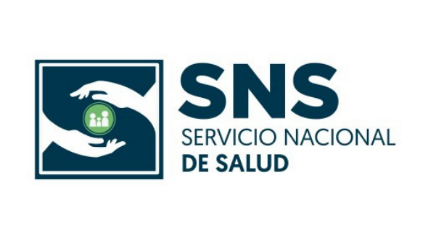 SNS
SERVICIO NACIONAL
DE SALUD